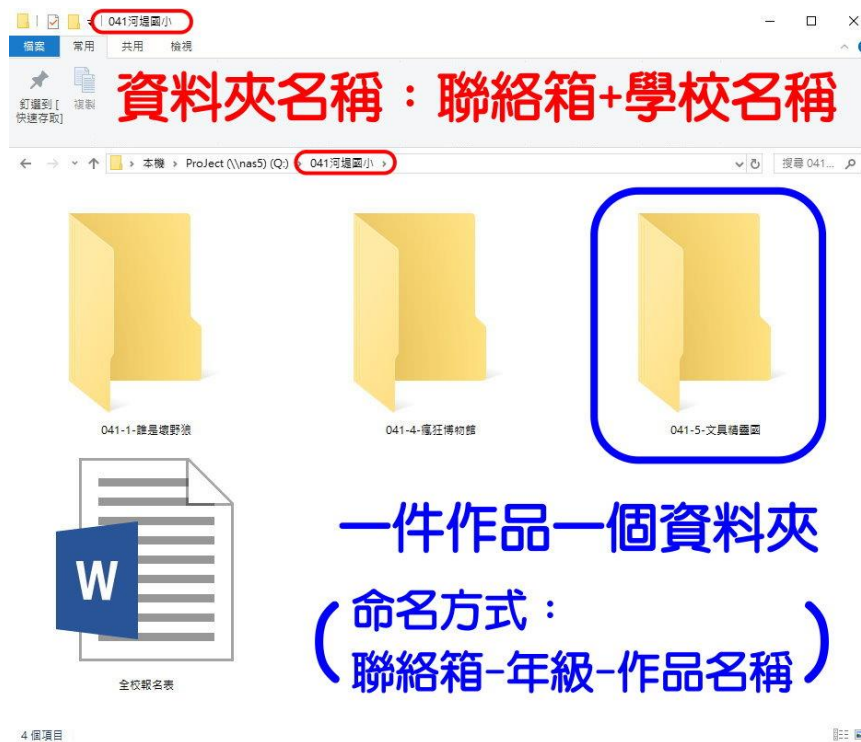 041河堤國小
檔案 常用 共用 檢視
釘選到 [
快速存取]
複製
資料夾名稱：聯絡箱+學校名稱
本機 › ProJect (\\nas5) (Q:) › 041河堤國小 ›
搜尋 041...
041-1-誰是壞野狼
041-4-瘋狂博物館
041-5-文具精靈國
W
全校報名表
一件作品一個資料夾
命名方式：
聯絡箱-年級-作品名稱
4 個項目